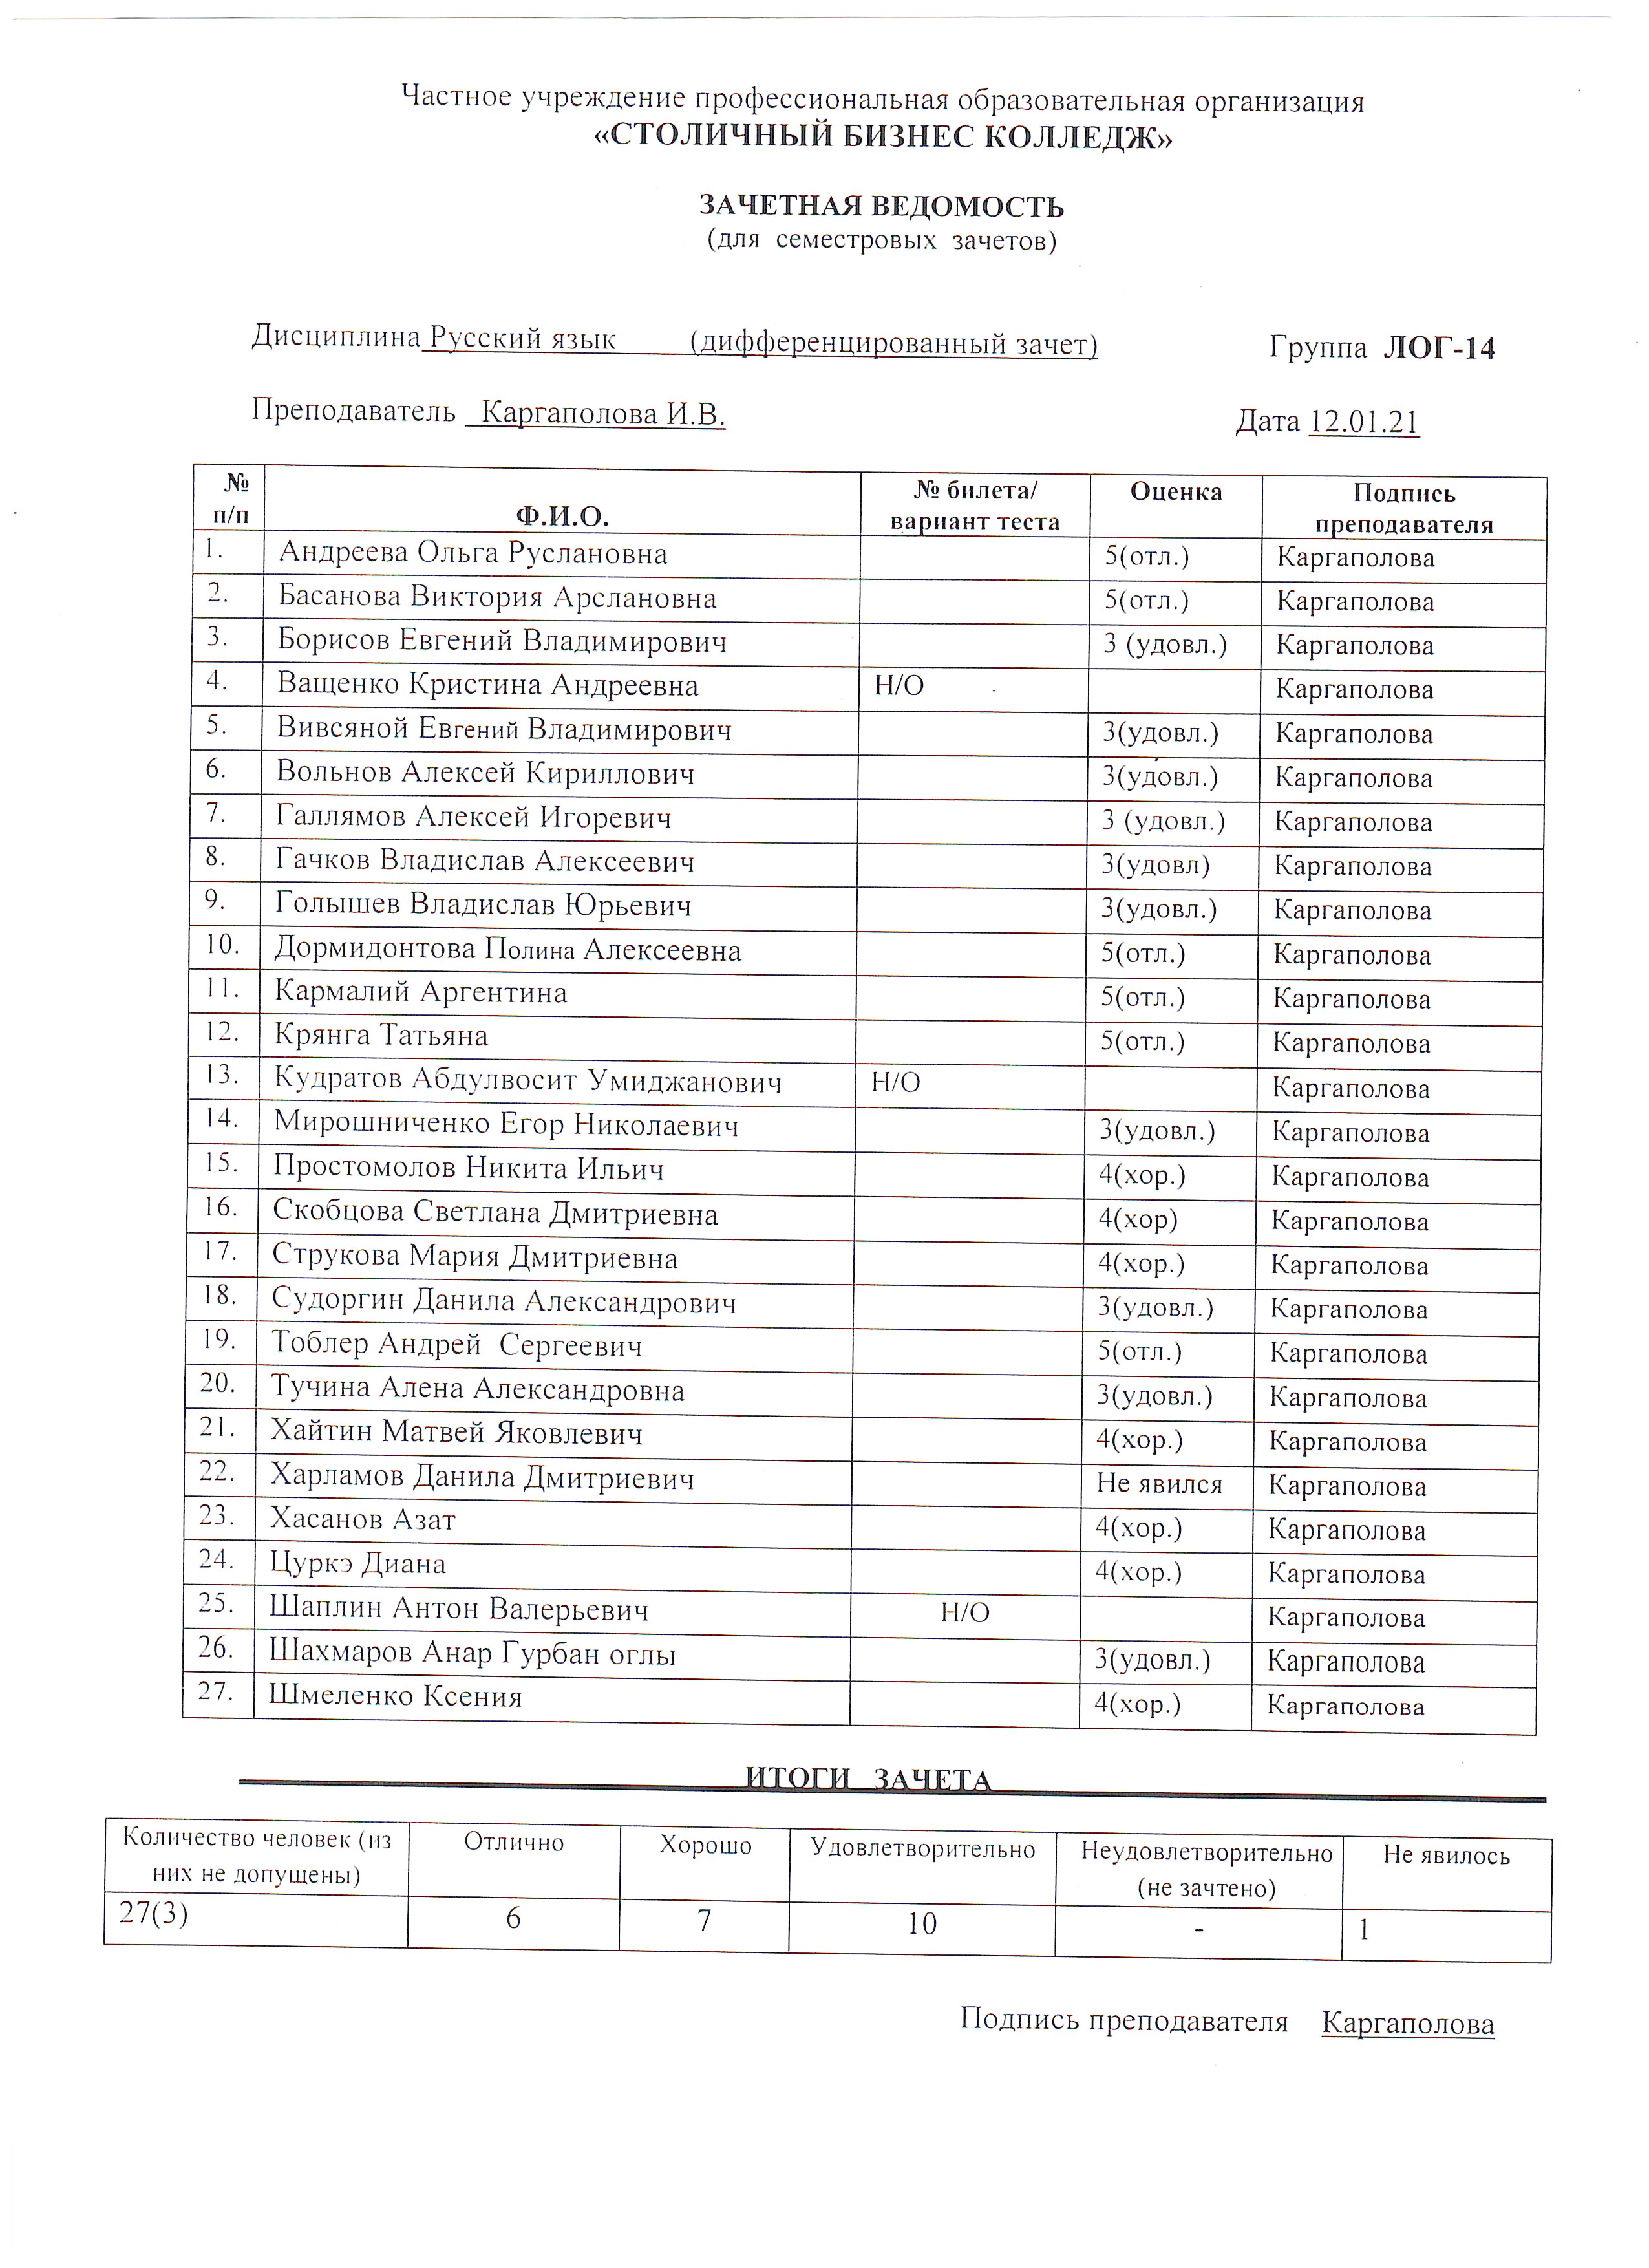 Частное учреждение профессиональная образовательная организация
«СТОЛИЧНЫЙ БИЗНЕС КОЛЛЕДЖ»
ЗАЧЕТНАЯ ВЕДОМОСТЬ
(для семестровых зачетов)
Дисциплина Русский язык (дифференцированный зачет) Группа ЛОГ-14
Преподаватель Каргаполова И.В. Дата 12.01.21
№ п/п Ф.И.О. № билета/ вариант теста Оценка Подпись преподавателя
1. Андреева Ольга Руслановна 5(отл.) Каргаполова
2. Басанова Виктория Арслановна 5(отл.) Каргаполова
3. Борисов Евгений Владимирович 3 (удовл.) Каргаполова
4. Ващенко Кристина Андреевна Н/О Каргаполова
5. Вивсяной Евгений Владимирович 3(удовл.) Каргаполова
6. Вольнов Алексей Кириллович 3(удовл.) Каргаполова
7. Галлямов Алексей Игоревич 3 (удовл.) Каргаполова
8. Гачков Владислав Алексеевич 3(удовл) Каргаполова
9. Голышев Владислав Юрьевич 3(удовл.) Каргаполова
10. Дормидонтова Полина Алексеевна 5(отл.) Каргаполова
11. Кармалий Аргентина 5(отл.) Каргаполова
12. Крянга Татьяна 5(отл.) Каргаполова
13. Кудратов Абдулвосит Умиджанович Н/О Каргаполова
14. Мирошниченко Егор Николаевич 3(удовл.) Каргаполова
15. Простомолов Никита Ильич 4(хор.) Каргаполова
16. Скобцова Светлана Дмитриевна 4(хор) Каргаполова
17. Струкова Мария Дмитриевна 4(хор.) Каргаполова
18. Судоргин Данила Александрович 3(удовл.) Каргаполова
19. Тоблер Андрей Сергеевич 5(отл.) Каргаполова
20. Тучина Алена Александровна 3(удовл.) Каргаполова
21. Хайтин Матвей Яковлевич 4(хор.) Каргаполова
22. Харламов Данила Дмитриевич Не явился Каргаполова
23. Хасанов Азат 4(хор.) Каргаполова
24. Цуркэ Диана 4(хор.) Каргаполова
25. Шаплин Антон Валерьевич Н/О Каргаполова
26. Шахмаров Анар Гурбан оглы 3(удовл.) Каргаполова
27. Шмеленко Ксения 4(хор.) Каргаполова
ИТОГИ ЗАЧЕТА
Количество человек (из них не допущены) Отлично Хорошо Удовлетворительно Неудовлетворительно (не зачтено) Не явилось
27(3) 6 7 10 - 1
Подпись преподавателя Каргаполова